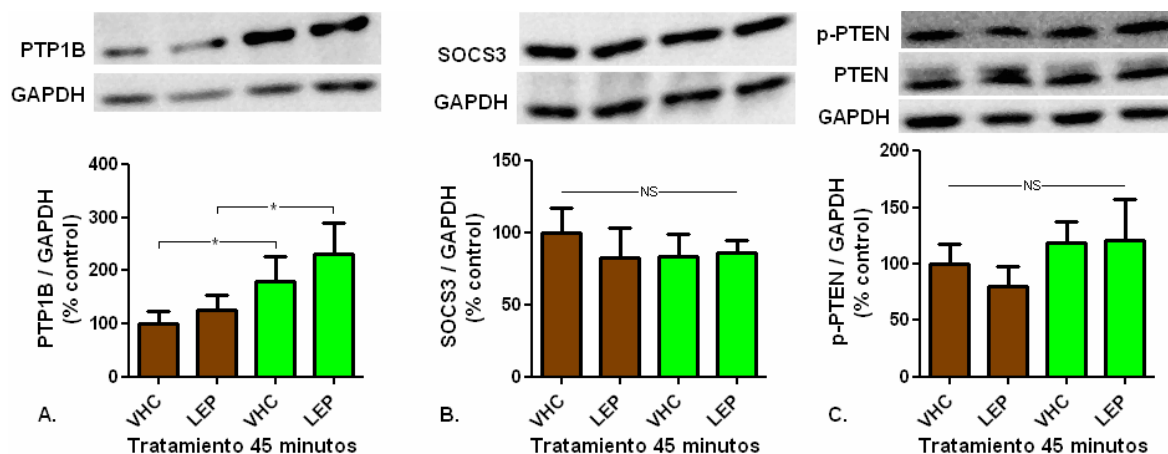 PTP1B
GAPDH
PTP1B / GAPDH
(% control)
400
300
200
100
0
*
*
VHC
LEP
VHC
LEP
A.
Tratamiento 45 minutos
SOCS3
GAPDH
SOCS3 / GAPDH
(% control)
150
100
50
0
NS
VHC
LEP
VHC
LEP
B.
Tratamiento 45 minutos
p-PTEN
PTEN
GAPDH
p-PTEN / GAPDH
(% control)
200
150
100
50
0
NS
VHC
LEP
VHC
LEP
C.
Tratamiento 45 minutos